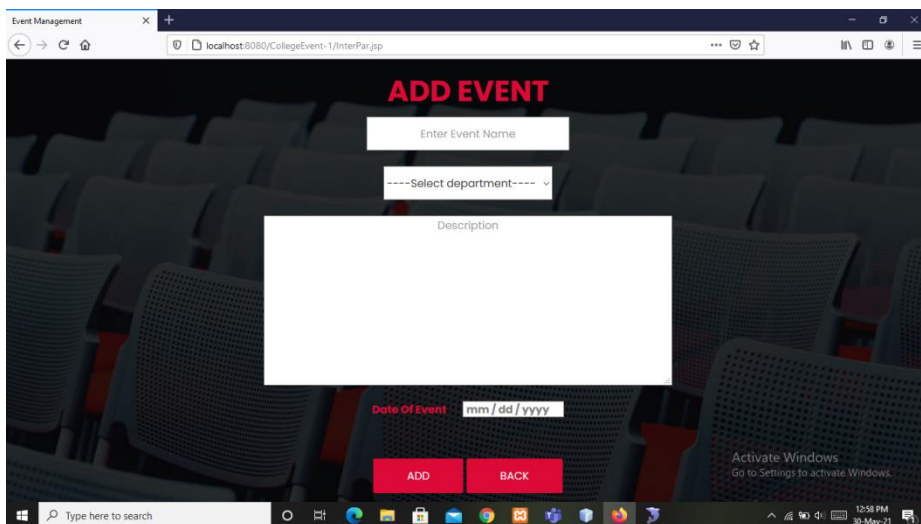 Event Management
localhost:8080/CollegeEvent-1/InterPar.jsp
ADD EVENT
Enter Event Name
----Select department----
Description
Date Of Event mm / dd / yyyy
ADD BACK
Activate Windows
Go to Settings to activate Windows.
Type here to search
12:58 PM
30-May-21